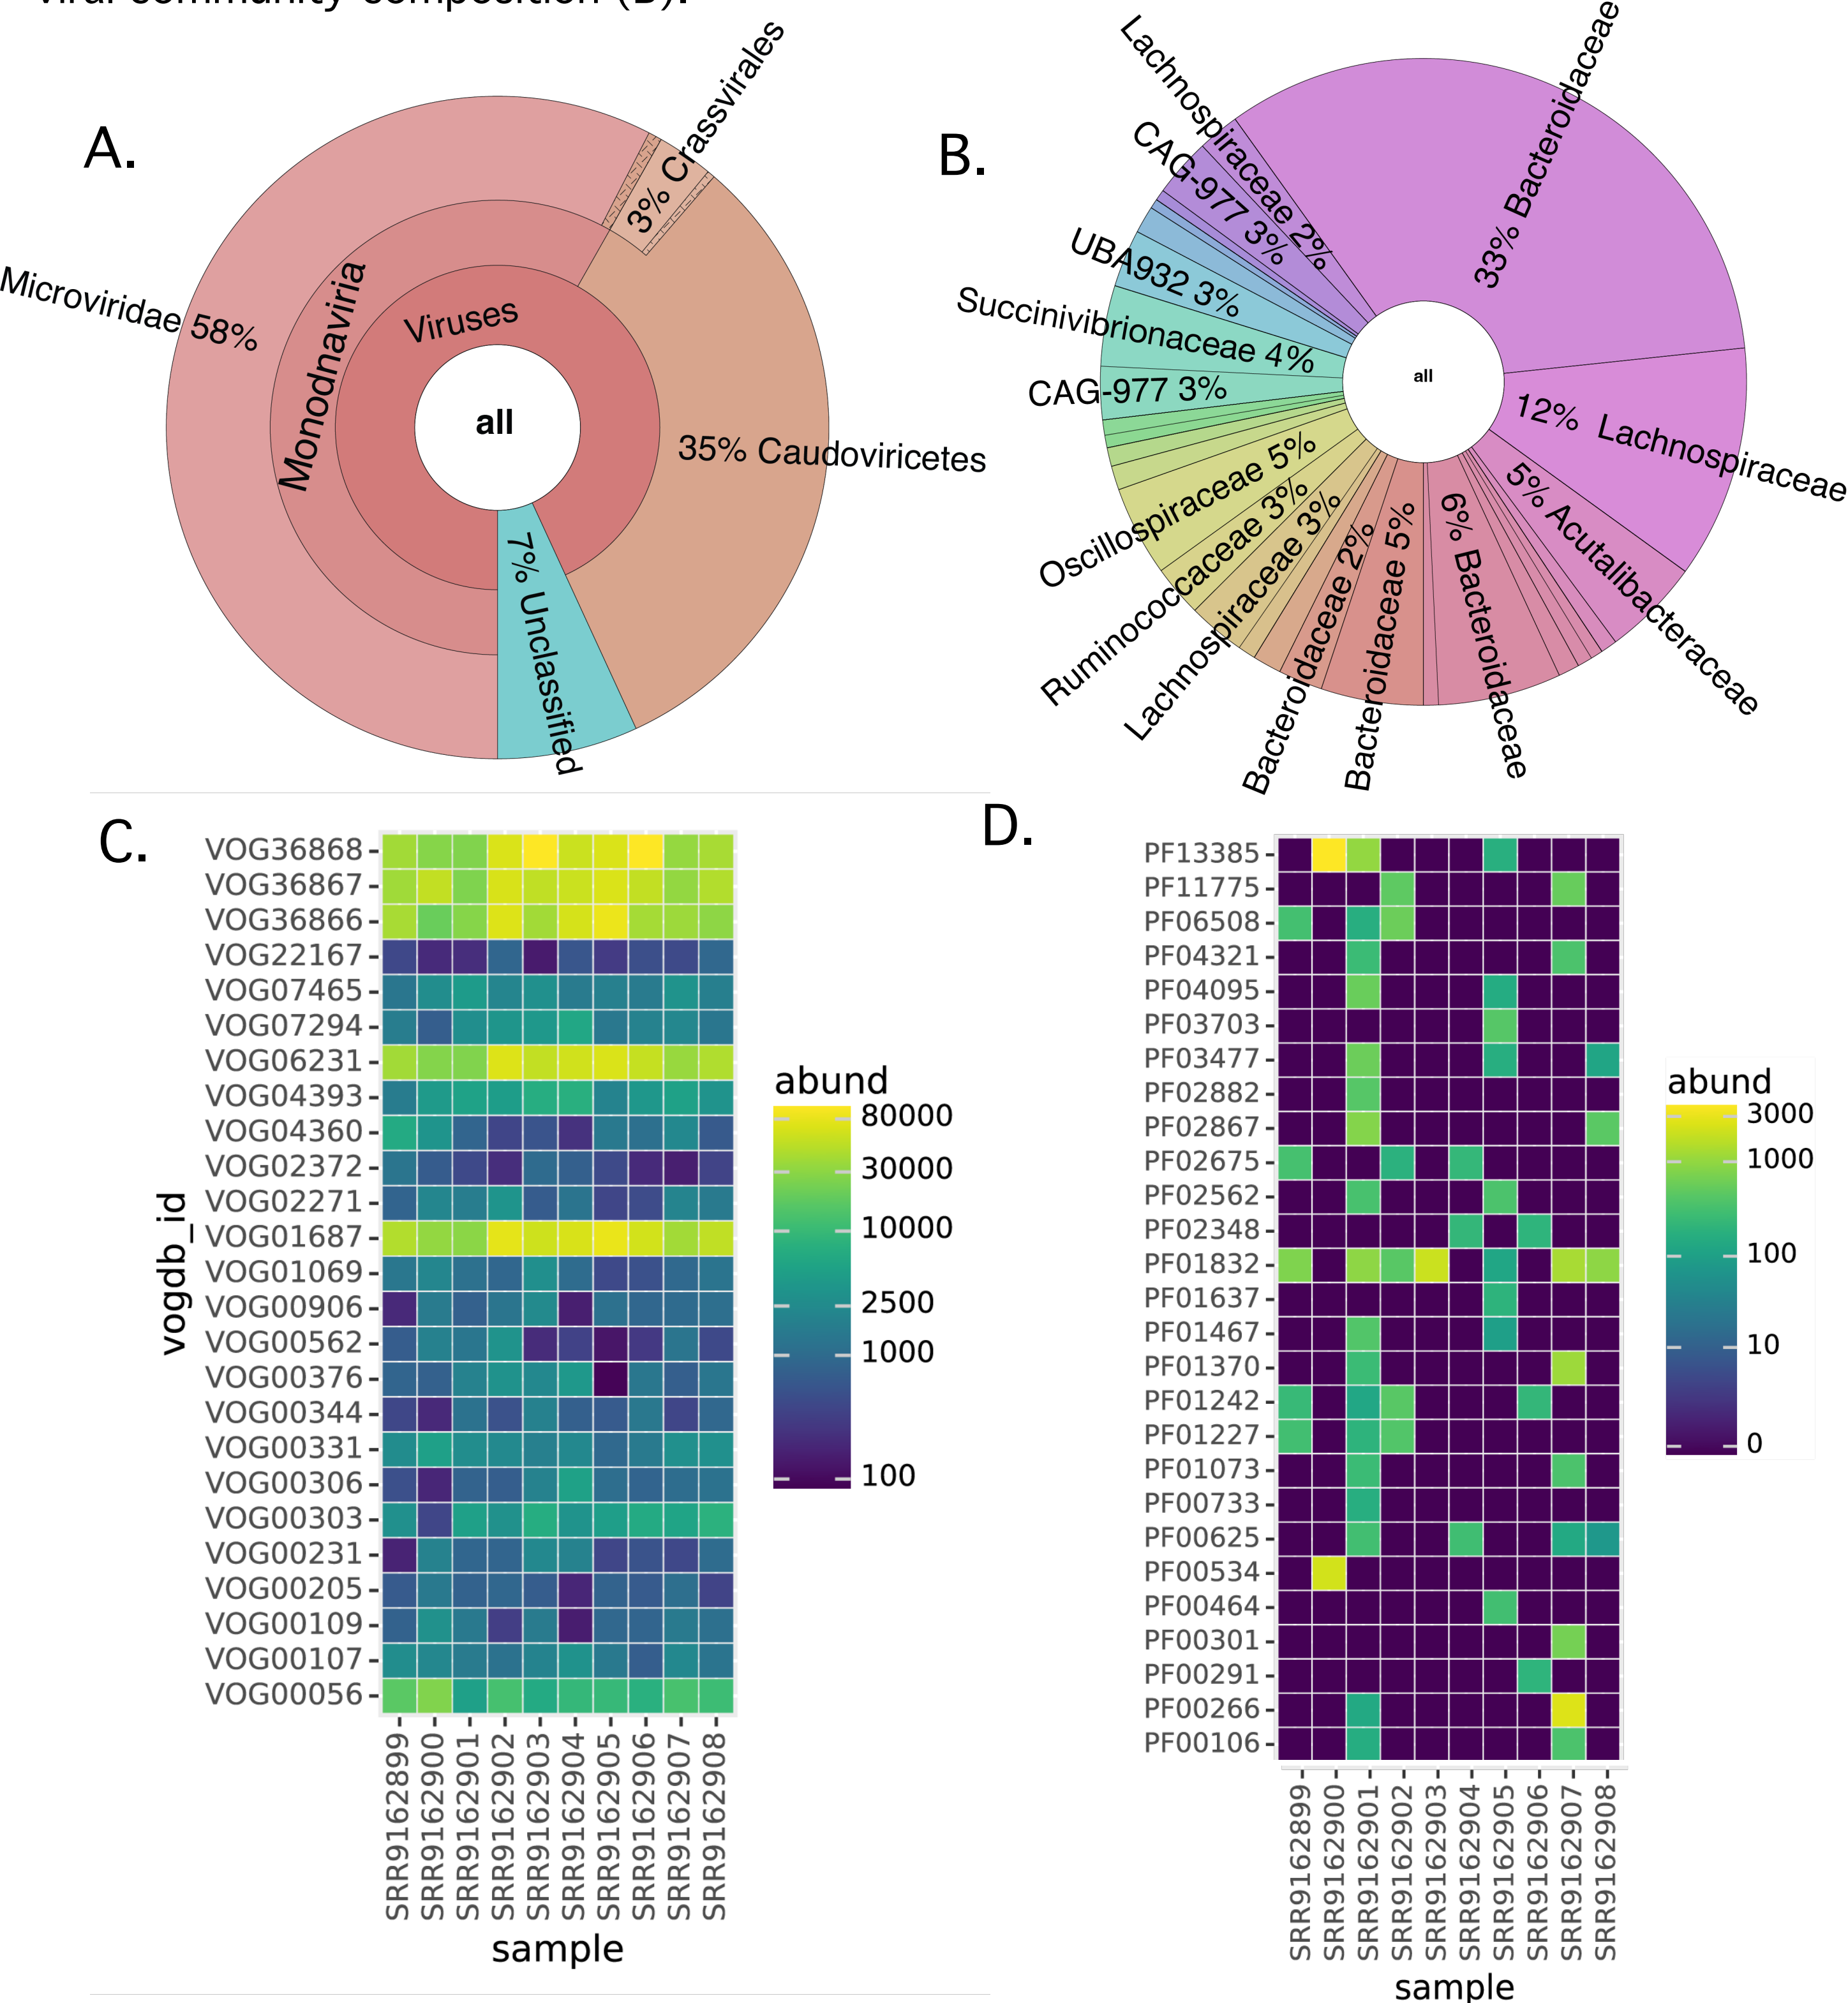 viral community composition (B).
A.
3% Crassvirales
Microviridae 58%
Monodnaviria
Viruses
all
35% Caudoviricetes
7% Unclassified
B.
Lachnospiraceae 2%
CAG-977 3%
UBA932 3%
Succinivibrionaceae 4%
CAG-977 3%
Oscillospiraceae 5%
Ruminococcaceae 3%
Lachnospiraceae 3%
Bacteroidaceae 2%
Bacteroidaceae 5%
6% Bacteroidaceae
5% Acutalibacteraceae
12% Lachnospiraceae
33% Bacteroidaceae
all
C.
vogdb_id
VOG36868
VOG36867
VOG36866
VOG22167
VOG07465
VOG07294
VOG06231
VOG04393
VOG04360
VOG02372
VOG02271
VOG01687
VOG01069
VOG00906
VOG00562
VOG00376
VOG00344
VOG00331
VOG00306
VOG00303
VOG00231
VOG00205
VOG00109
VOG00107
VOG00056
SRR9162899
SRR9162900
SRR9162901
SRR9162902
SRR9162903
SRR9162904
SRR9162905
SRR9162906
SRR9162907
SRR9162908
sample
abund
80000
30000
10000
2500
1000
100
D.
PF13385
PF11775
PF06508
PF04321
PF04095
PF03703
PF03477
PF02882
PF02867
PF02675
PF02562
PF02348
PF01832
PF01637
PF01467
PF01370
PF01242
PF01227
PF01073
PF00733
PF00625
PF00534
PF00464
PF00301
PF00291
PF00266
PF00106
SRR9162899
SRR9162900
SRR9162901
SRR9162902
SRR9162903
SRR9162904
SRR9162905
SRR9162906
SRR9162907
SRR9162908
sample
abund
3000
1000
100
10
0